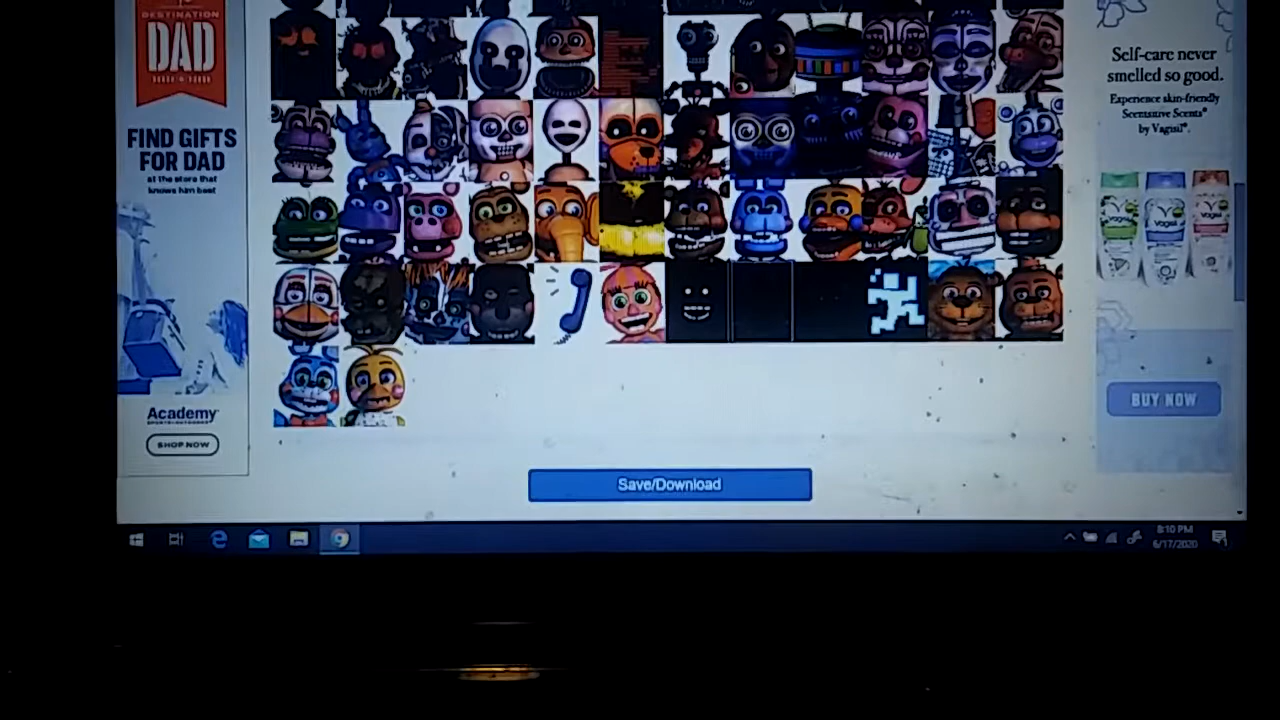 DESTINATION
DAD
FIND GIFTS
FOR DAD
at the store that
knows him best
Academy
SPORTS+OUTDOORS
SHOP NOW
Self-care never
smelled so good.
Experience skin-friendly
Scentsitive Scents®
by Vagisil®.
BUY NOW
Save/Download
8:10 PM
6/17/2020